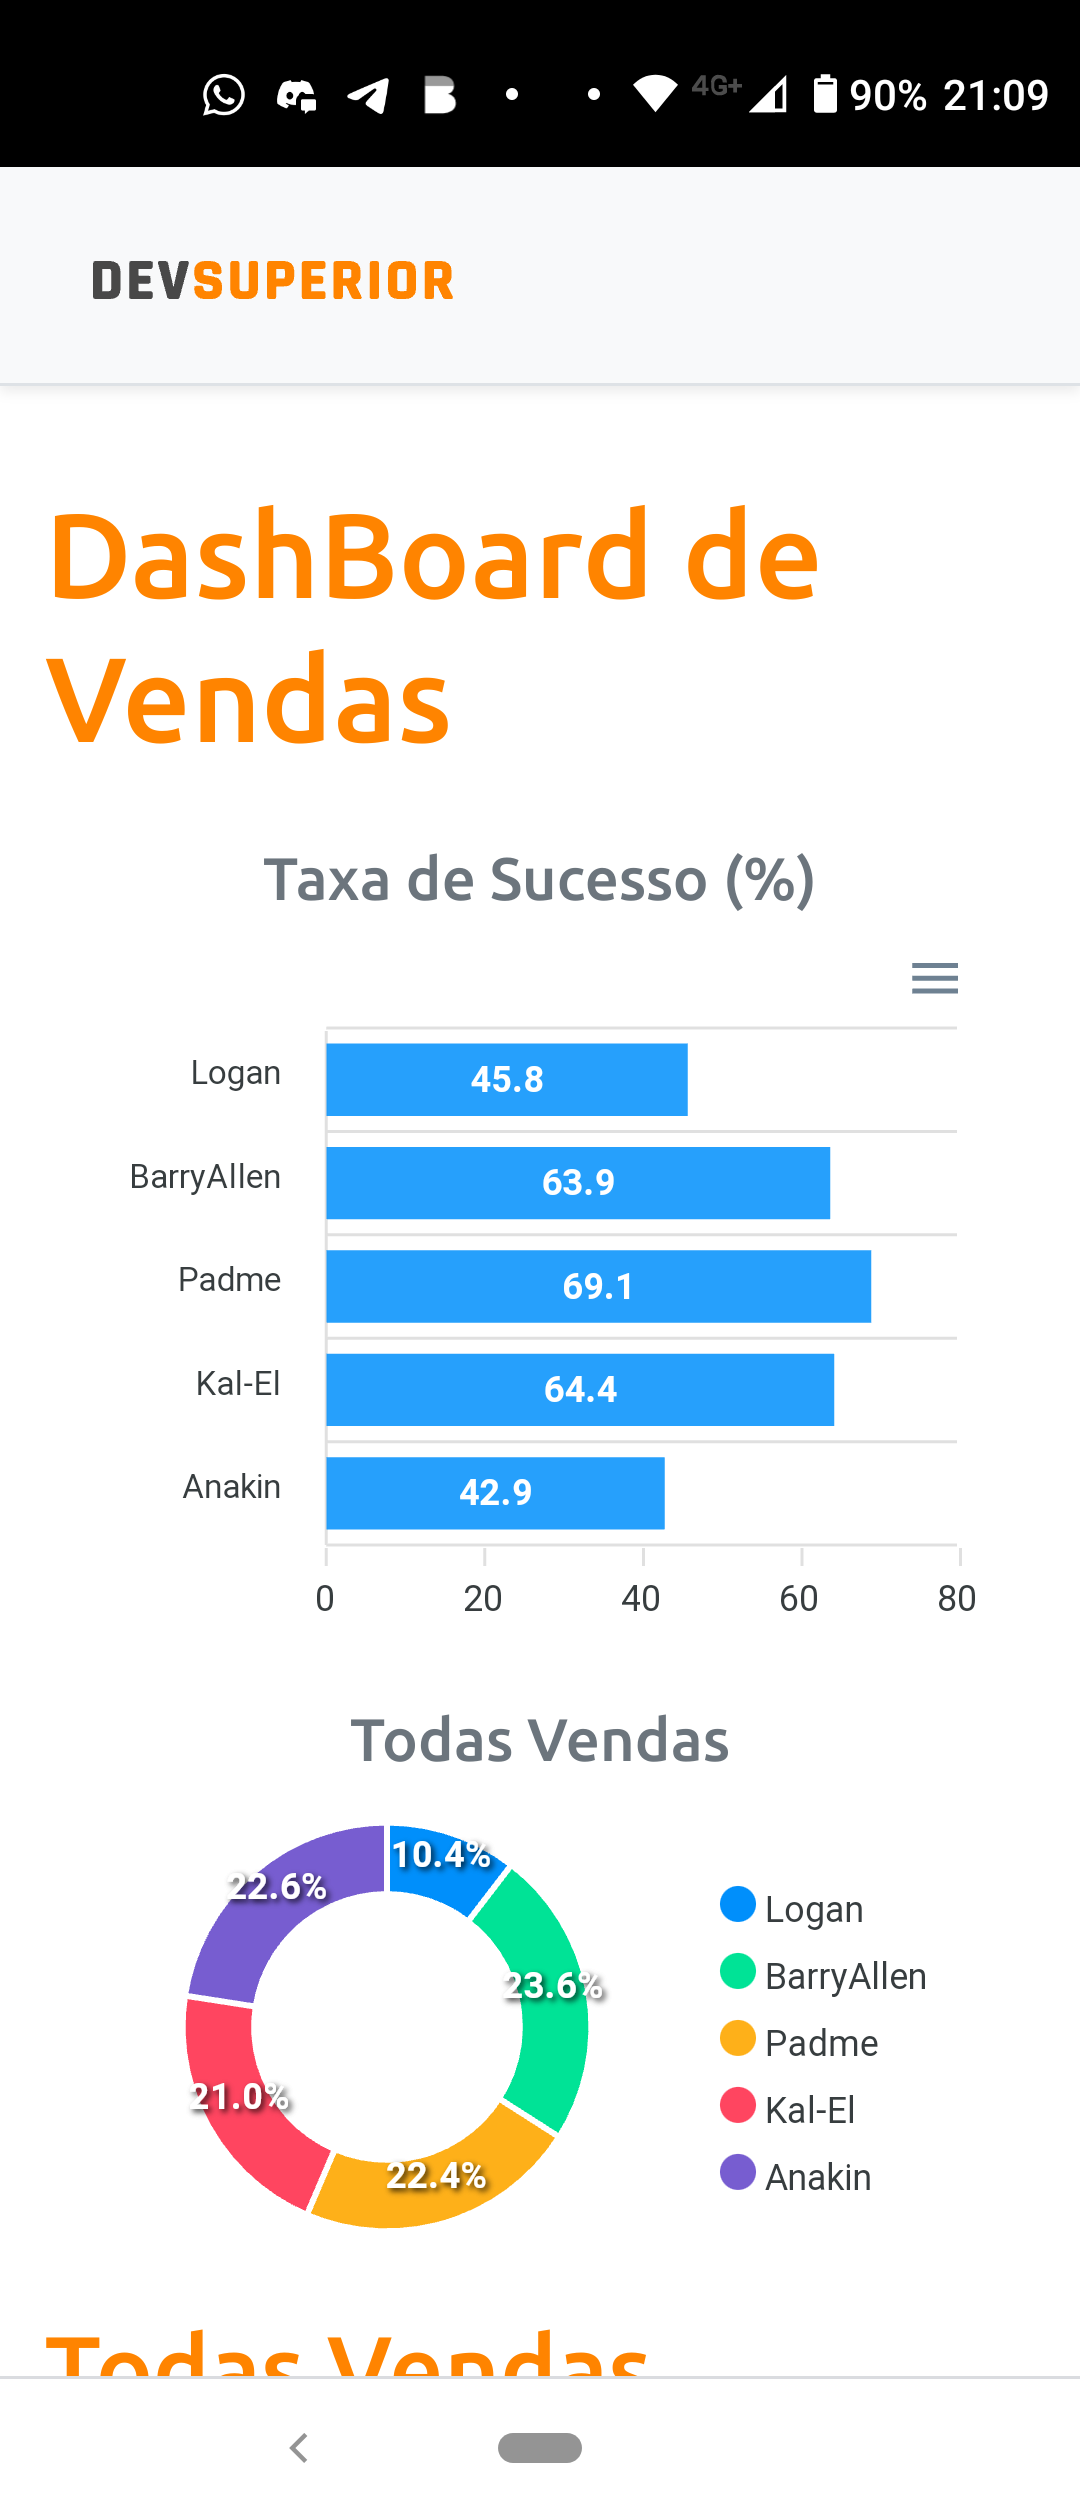 4G+ 90% 21:09
DEVSUPERIOR
DashBoard de
Vendas
Taxa de Sucesso (%)
Logan 45.8
BarryAllen 63.9
Padme 69.1
Kal-El 64.4
Anakin 42.9
0 20 40 60 80
Todas Vendas
10.4%
22.6%
23.6%
21.0%
22.4%
Logan
BarryAllen
Padme
Kal-El
Anakin
Todas Vendas